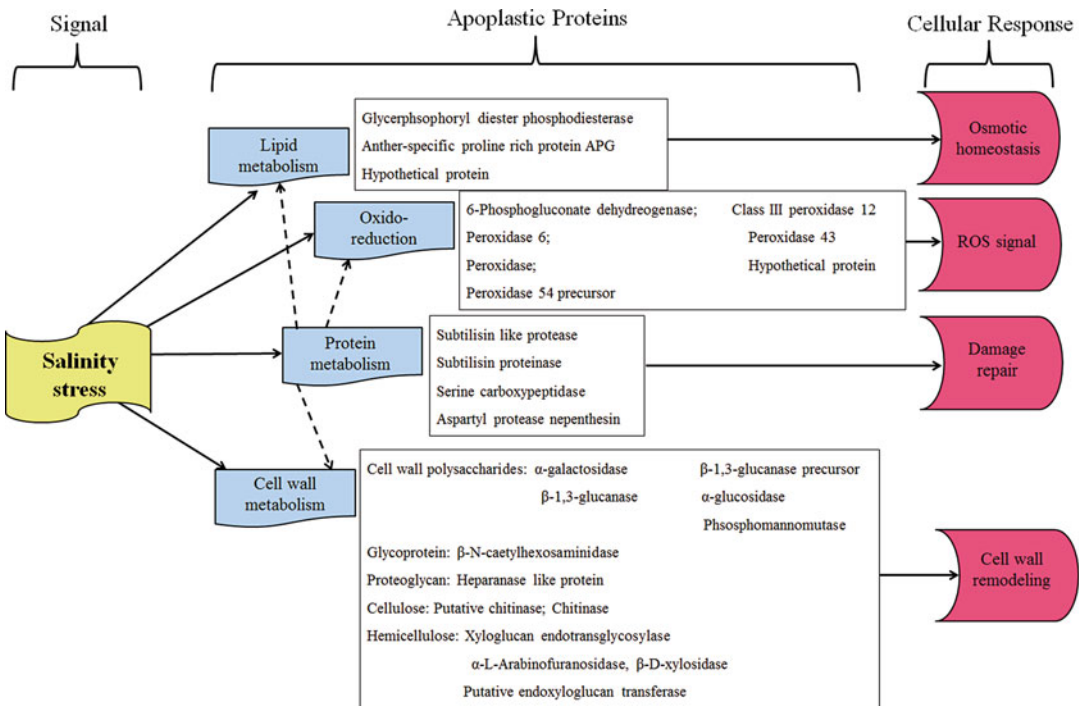 Signal
Apoplastic Proteins
Cellular Response
Salinity
stress
Lipid
metabolism
Glycerphsophoryl diester phosphodiesterase
Anther-specific proline rich protein APG
Hypothetical protein
Osmotic
homeostasis
Oxido-
reduction
6-Phosphogluconate dehydreogenase; Class III peroxidase 12
Peroxidase 6; Peroxidase 43
Peroxidase; Hypothetical protein
Peroxidase 54 precursor
ROS signal
Protein
metabolism
Subtilisin like protease
Subtilisin proteinase
Serine carboxypeptidase
Aspartyl protease nepenthesin
Damage
repair
Cell wall
metabolism
Cell wall polysaccharides: α-galactosidase β-1,3-glucanase precursor
β-1,3-glucanase α-glucosidase
Phsosphomannomutase
Glycoprotein: β-N-caetylhexosaminidase
Proteoglycan: Heparanase like protein
Cellulose: Putative chitinase; Chitinase
Hemicellulose: Xyloglucan endotransglycosylase
α-L-Arabinofuranosidase, β-D-xylosidase
Putative endoxyloglucan transferase
Cell wall
remodeling